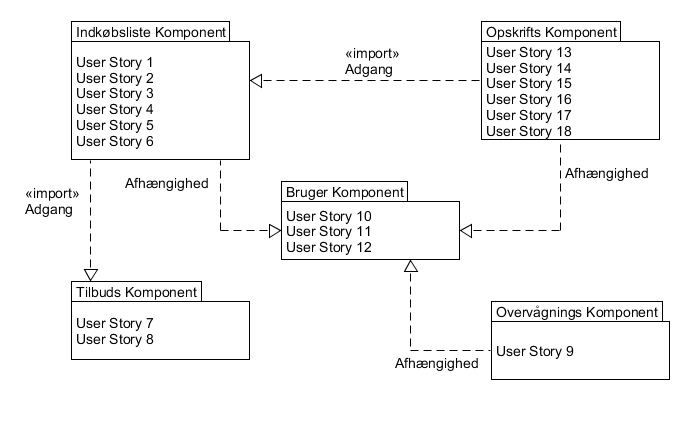 Indkøbsliste Komponent
User Story 1
User Story 2
User Story 3
User Story 4
User Story 5
User Story 6
«import»
Adgang
Opskrifts Komponent
User Story 13
User Story 14
User Story 15
User Story 16
User Story 17
User Story 18
«import»
Adgang
Afhængighed
Bruger Komponent
User Story 10
User Story 11
User Story 12
Afhængighed
Tilbuds Komponent
User Story 7
User Story 8
Overvågnings Komponent
User Story 9
Afhængighed